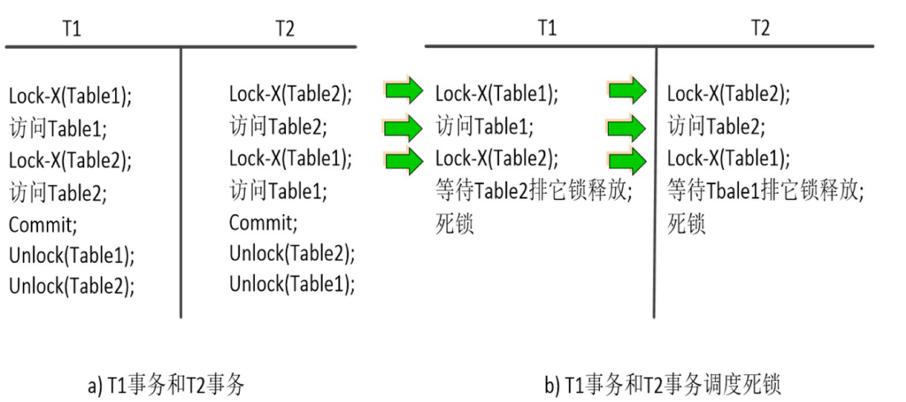 T1
T2
Lock-X(Table1);
访问Table1;
Lock-X(Table2);
访问Table2;
Commit;
Unlock(Table1);
Unlock(Table2);
Lock-X(Table2);
访问Table2;
Lock-X(Table1);
访问Table1;
Commit;
Unlock(Table2);
Unlock(Table1);
a) T1事务和T2事务
T1
T2
Lock-X(Table1);
访问Table1;
Lock-X(Table2);
等待Table2排它锁释放;
死锁
Lock-X(Table2);
访问Table2;
Lock-X(Table1);
等待Tbale1排它锁释放;
死锁
b) T1事务和T2事务调度死锁